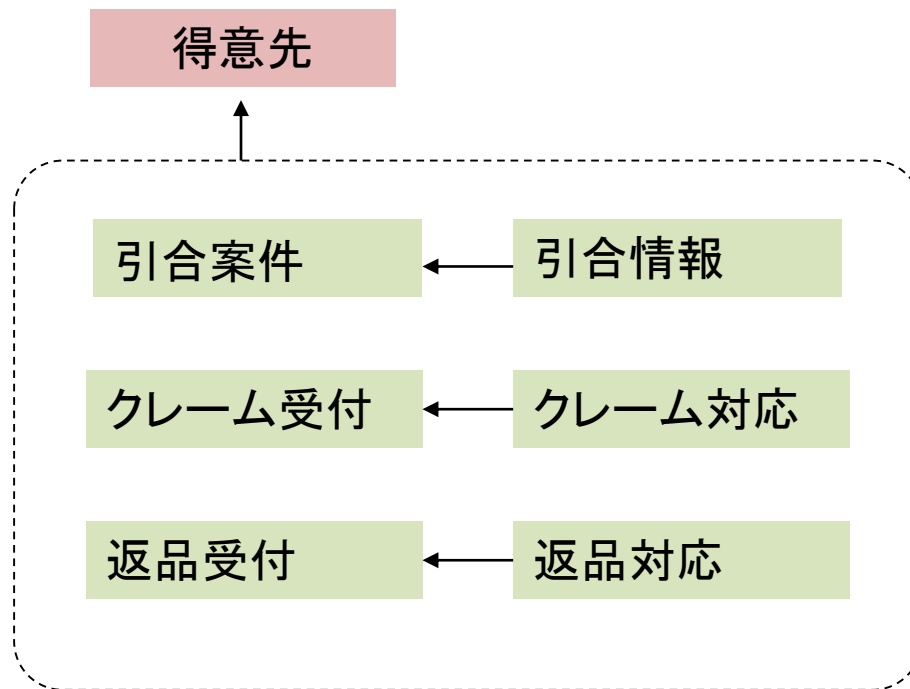 得意先
引合案件
引合情報
クレーム受付
クレーム対応
返品受付
返品対応